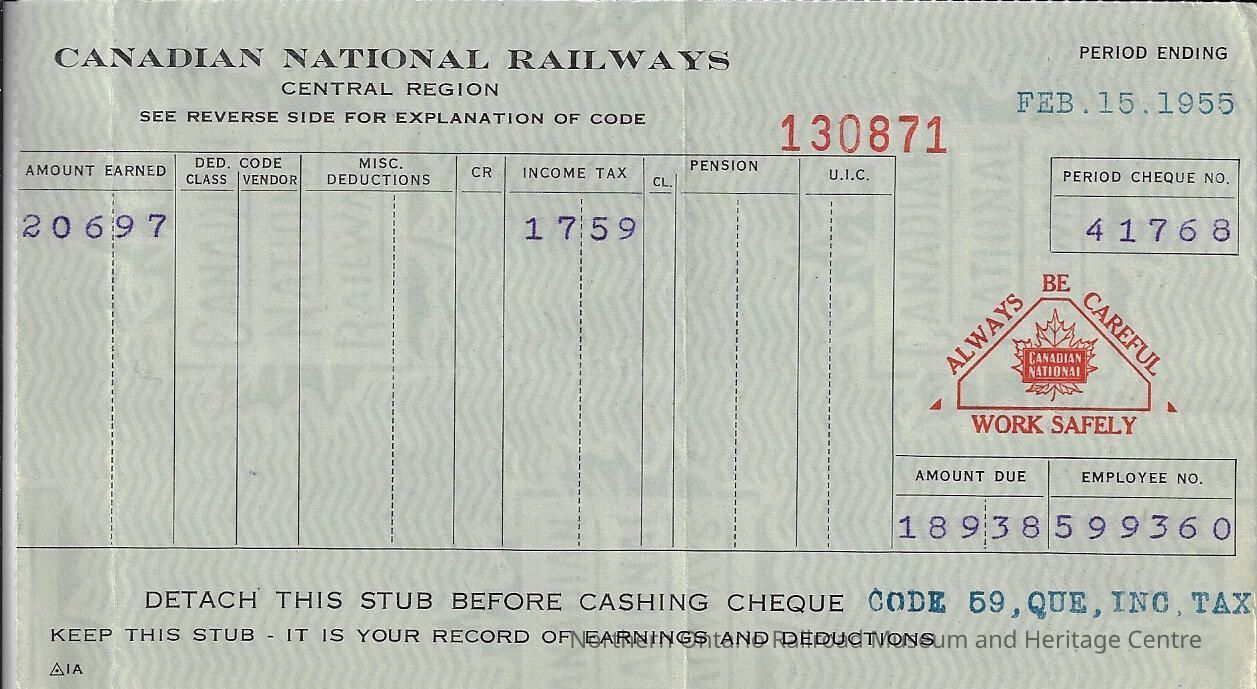 CANADIAN NATIONAL RAILWAYS
CENTRAL REGION
SEE REVERSE SIDE FOR EXPLANATION OF CODE
130871
PERIOD ENDING
FEB.15,1955
AMOUNT EARNED
DED. CODE
CLASS VENDOR
MISC.
DEDUCTIONS
CR
INCOME TAX
CL.
PENSION
U.I.C.
PERIOD CHEQUE NO.
20697
1759
41768
ALWAYS BE CAREFUL
CANADIAN
NATIONAL
WORK SAFELY
AMOUNT DUE
EMPLOYEE NO.
18938
599360
DETACH THIS STUB BEFORE CASHING CHEQUE CODE 59,QUE,INC.TAX
KEEP THIS STUB - IT IS YOUR RECORD OF EARNINGS AND DEDUCTIONS
Northern Ontario Railroad Museum and Heritage Centre
1A